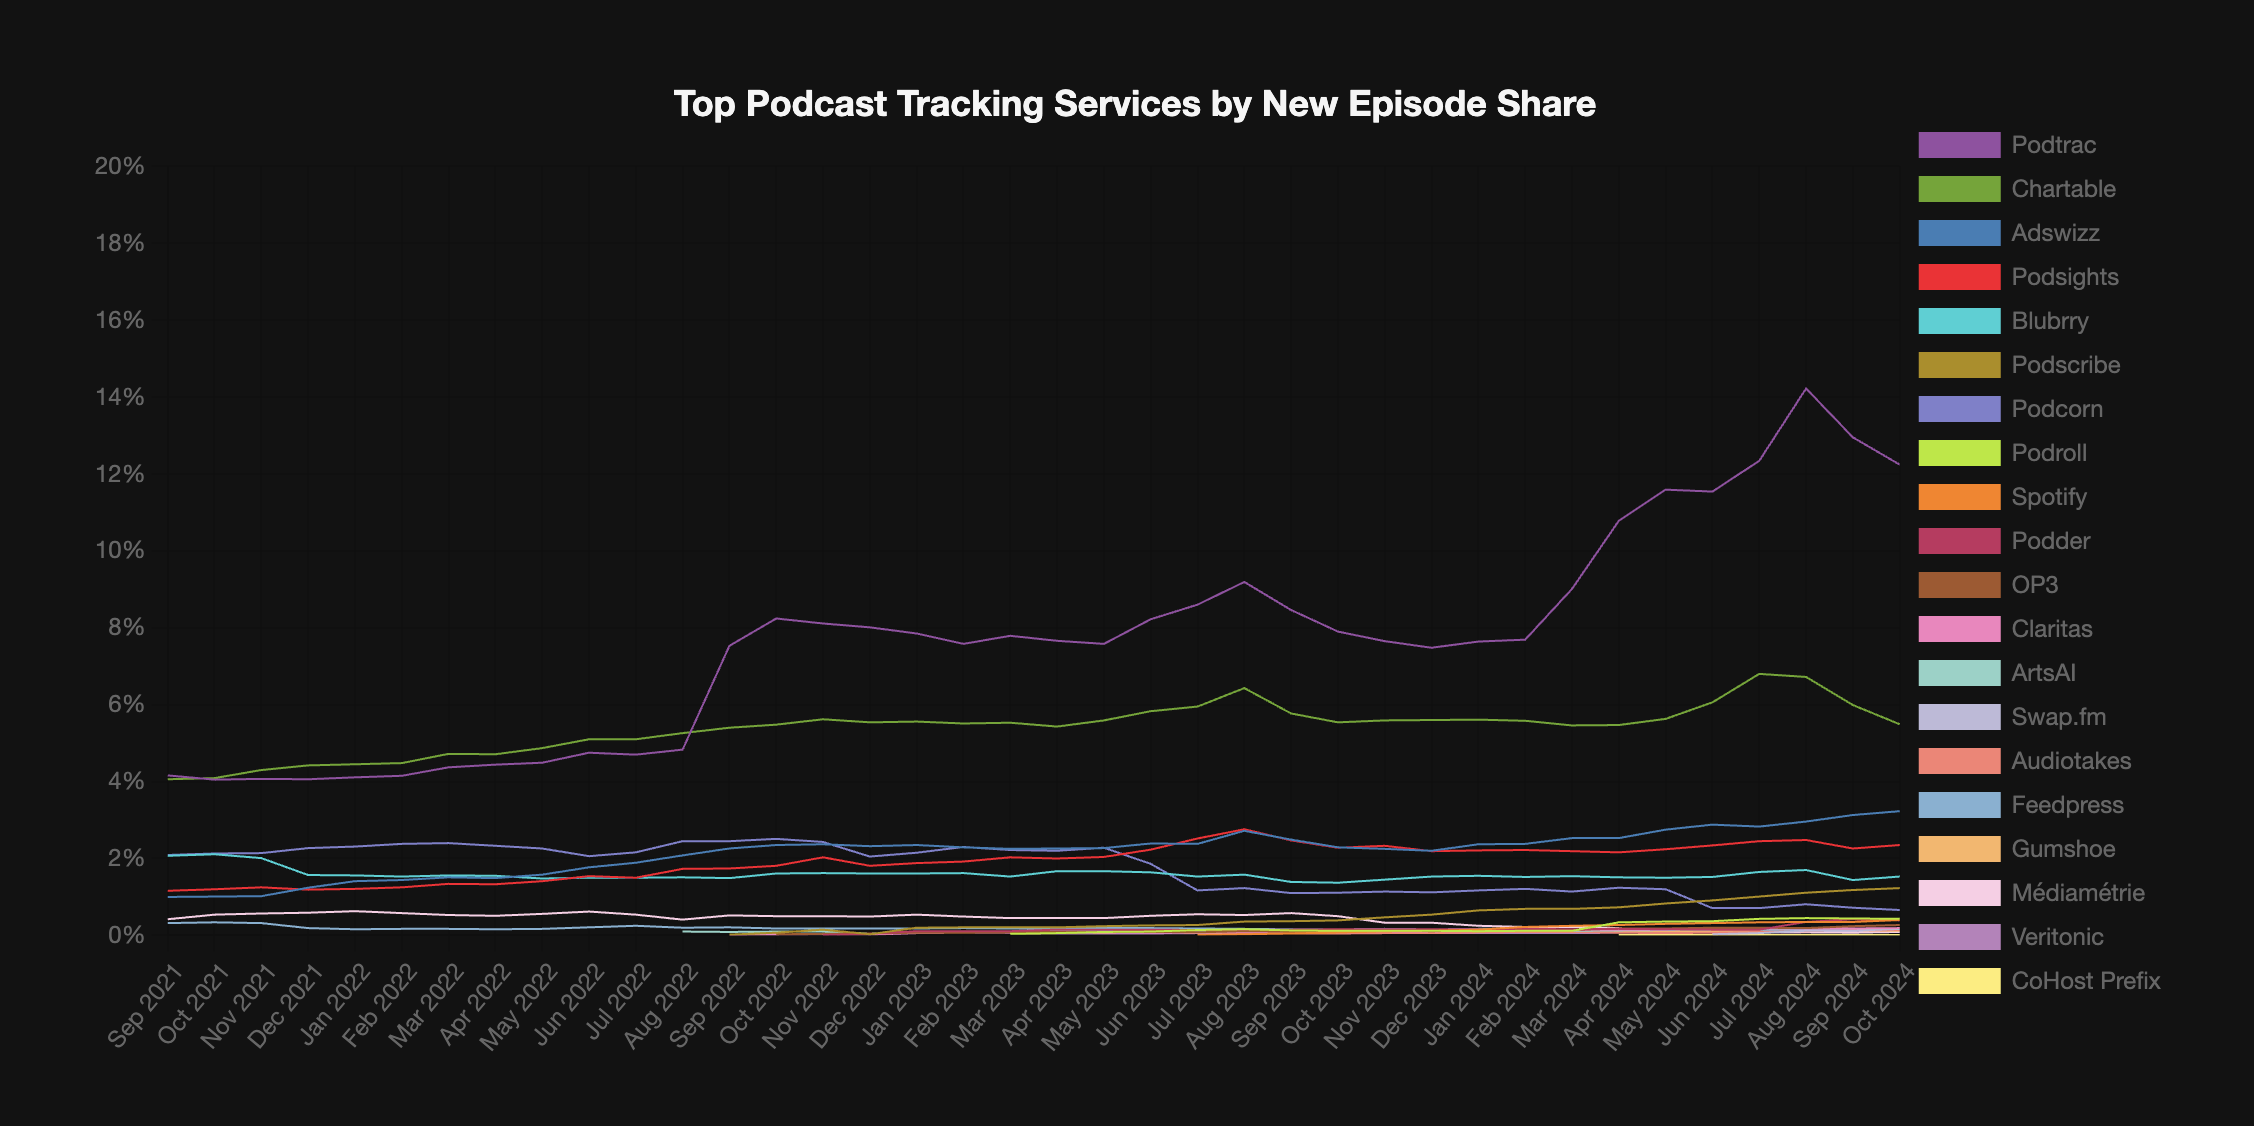 Top Podcast Tracking Services by New Episode Share
20%
18%
16%
14%
12%
10%
8%
6%
4%
2%
0%
Sep 2021
Oct 2021
Nov 2021
Dec 2021
Jan 2022
Feb 2022
Mar 2022
Apr 2022
May 2022
Jun 2022
Jul 2022
Aug 2022
Sep 2022
Oct 2022
Nov 2022
Dec 2022
Jan 2023
Feb 2023
Mar 2023
Apr 2023
May 2023
Jun 2023
Jul 2023
Aug 2023
Sep 2023
Oct 2023
Nov 2023
Dec 2023
Jan 2024
Feb 2024
Mar 2024
Apr 2024
May 2024
Jun 2024
Jul 2024
Aug 2024
Sep 2024
Oct 2024
Podtrac
Chartable
Adswizz
Podsights
Blubrry
Podscribe
Podcorn
Podroll
Spotify
Podder
OP3
Claritas
ArtsAI
Swap.fm
Audiotakes
Feedpress
Gumshoe
Médiamétrie
Veritonic
CoHost Prefix